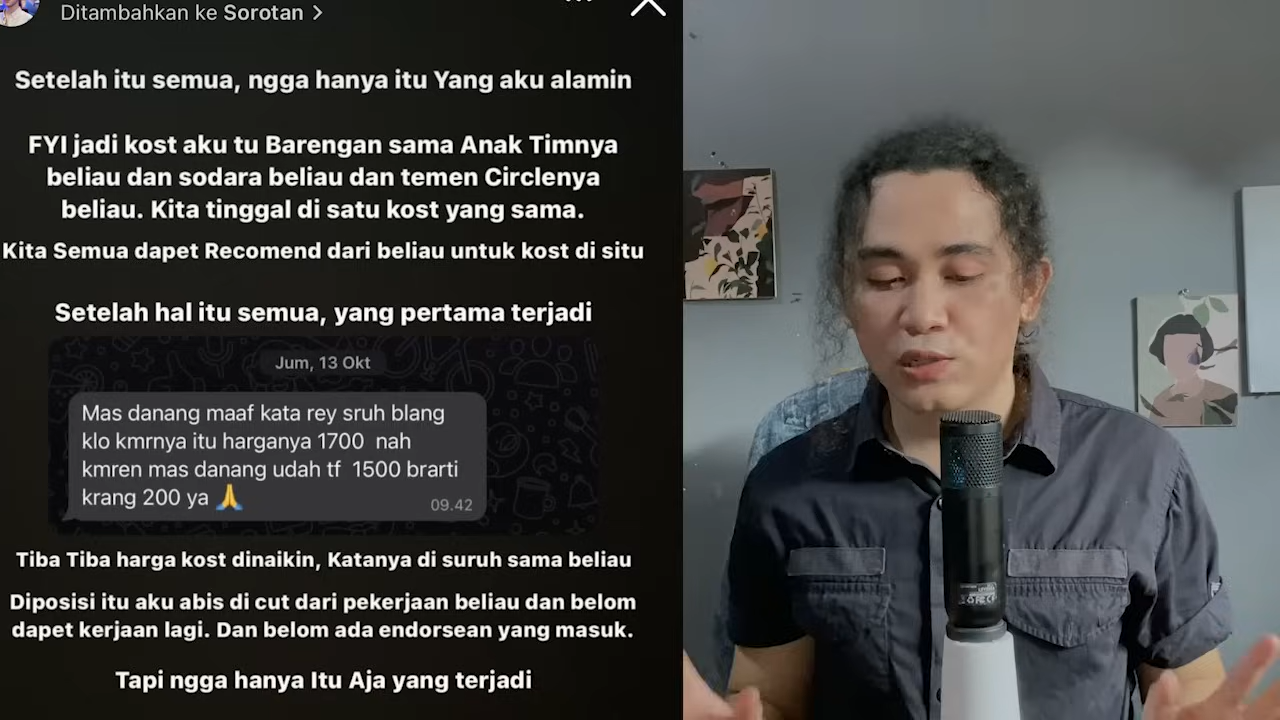 Ditambahkan ke Sorotan >
Setelah itu semua, ngga hanya itu Yang aku alamin
FYI jadi kost aku tu Barengan sama Anak Timnya
beliau dan sodara beliau dan temen Circlenya
beliau. Kita tinggal di satu kost yang sama.
Kita Semua dapet Recomend dari beliau untuk kost di situ
Setelah hal itu semua, yang pertama terjadi
Jum, 13 Okt
Mas danang maaf kata rey sruh blang
klo kmrnya itu harganya 1700 nah
kmren mas danang udah tf 1500 brarti
krang 200 ya 🙏
09.42
Tiba Tiba harga kost dinaikin, Katanya di suruh sama beliau
Diposisi itu aku abis di cut dari pekerjaan beliau dan belom
dapet kerjaan lagi. Dan belom ada endorsean yang masuk.
Tapi ngga hanya Itu Aja yang terjadi